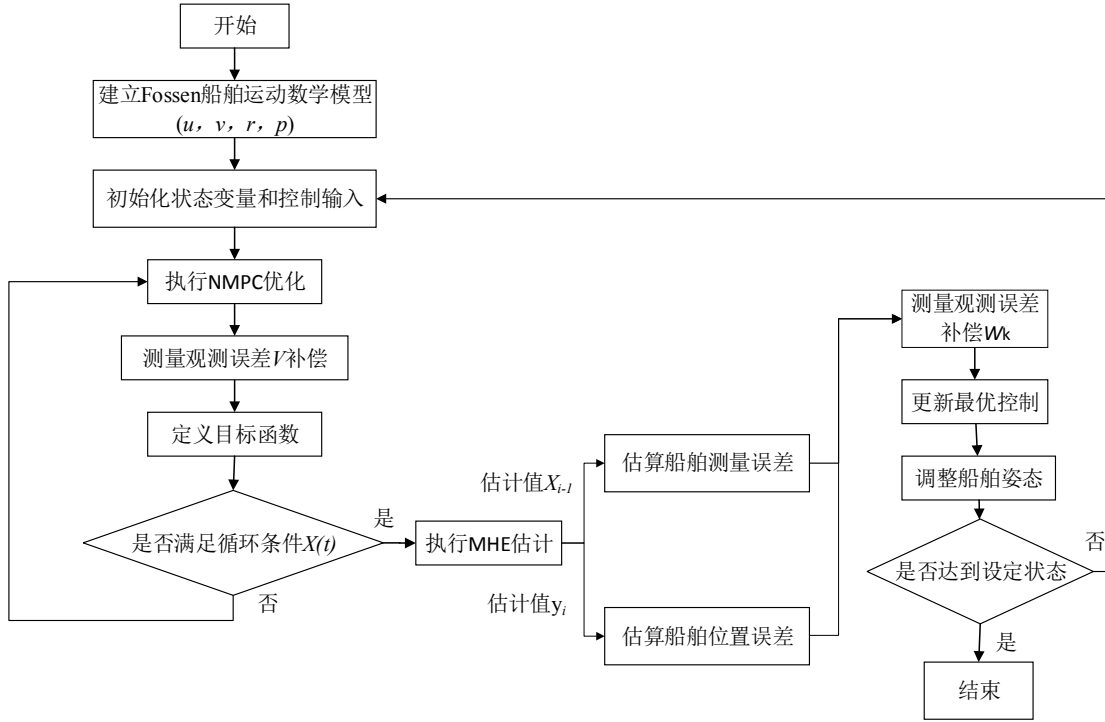 开始
建立Fossen船舶运动数学模型
(u，v，r，p)
初始化状态变量和控制输入
执行NMPC优化
测量观测误差V补偿
定义目标函数
是否满足循环条件X(t)
是
否
执行MHE估计
估计值Xi-1
估计值yi
估算船舶测量误差
估算船舶位置误差
测量观测误差
补偿Wk
更新最优控制
调整船舶姿态
是否达到设定状态
否
是
结束